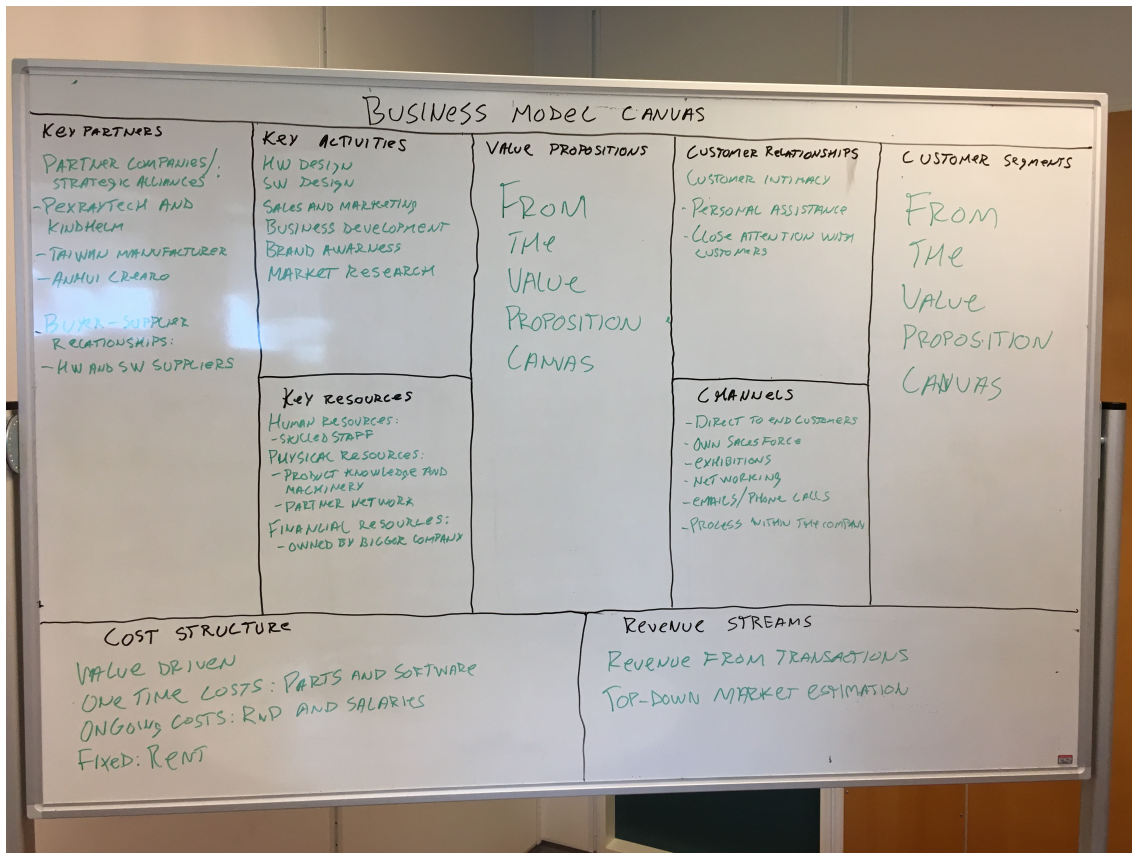 BUSINESS MODEL CANVAS
KEY PARTNERS
PARTNER COMPANIES/
STRATEGIC ALLIANCES
-PEXRAYTECH AND
KINDHELM
-TAIWAN MANUFACTURER
-ANHUI CREARO
BUYER-SUPPLIER
RELATIONSHIPS:
-HW AND SW SUPPLIERS
KEY ACTIVITIES
HW DESIGN
SW DESIGN
SALES AND MARKETING
BUSINESS DEVELOPMENT
BRAND AWARNESS
MARKET RESEARCH
KEY RESOURCES
HUMAN RESOURCES:
-SKILLED STAFF
PHYSICAL RESOURCES:
-PRODUCT KNOWLEDGE AND
MACHINERY
-PARTNER NETWORK
FINANCIAL RESOURCES:
-OWNED BY BIGGER COMPANY
VALUE PROPOSITIONS
FROM
THE
VALUE
PROPOSITION
CANVAS
CUSTOMER RELATIONSHIPS
CUSTOMER INTIMACY
-PERSONAL ASSISTANCE
-CLOSE ATTENTION WITH
CUSTOMERS
CHANNELS
-DIRECT TO END CUSTOMERS
-OWN SALES FORCE
-EXHIBITIONS
-NETWORKING
-EMAILS/PHONE CALLS
-PROCESS WITHIN THE COMPANY
CUSTOMER SEGMENTS
FROM
THE
VALUE
PROPOSITION
CANVAS
COST STRUCTURE
VALUE DRIVEN
ONE TIME COSTS: PARTS AND SOFTWARE
ONGOING COSTS: RND AND SALARIES
FIXED: RENT
REVENUE STREAMS
REVENUE FROM TRANSACTIONS
TOP-DOWN MARKET ESTIMATION